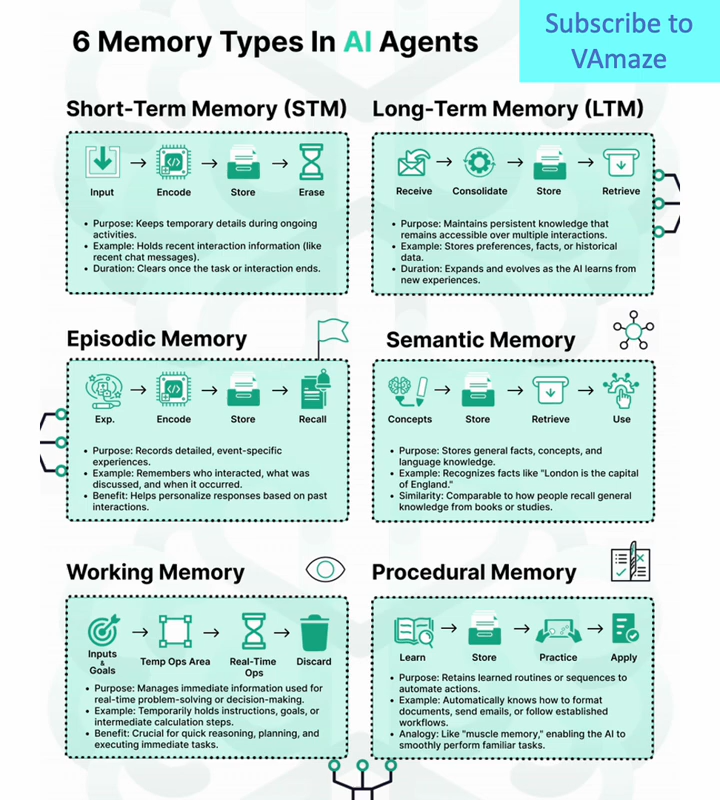 6 Memory Types In AI Agents
Subscribe to
VAmaze
Short-Term Memory (STM)
Input
Encode
Store
Erase
• Purpose: Keeps temporary details during ongoing
activities.
• Example: Holds recent interaction information (like
recent chat messages).
• Duration: Clears once the task or interaction ends.
Long-Term Memory (LTM)
Receive
Consolidate
Store
Retrieve
• Purpose: Maintains persistent knowledge that
remains accessible over multiple interactions.
• Example: Stores preferences, facts, or historical
data.
• Duration: Expands and evolves as the AI learns from
new experiences.
Episodic Memory
Exp.
Encode
Store
Recall
• Purpose: Records detailed, event-specific
experiences.
• Example: Remembers who interacted, what was
discussed, and when it occurred.
• Benefit: Helps personalize responses based on past
interactions.
Semantic Memory
Concepts
Store
Retrieve
Use
• Purpose: Stores general facts, concepts, and
language knowledge.
• Example: Recognizes facts like "London is the capital
of England."
• Similarity: Comparable to how people recall general
knowledge from books or studies.
Working Memory
Inputs
&
Goals
Temp Ops Area
Real-Time
Ops
Discard
• Purpose: Manages immediate information used for
real-time problem-solving or decision-making.
• Example: Temporarily holds instructions, goals, or
intermediate calculation steps.
• Benefit: Crucial for quick reasoning, planning, and
executing immediate tasks.
Procedural Memory
Learn
Store
Practice
Apply
• Purpose: Retains learned routines or sequences to
automate actions.
• Example: Automatically knows how to format
documents, send emails, or follow established
workflows.
• Analogy: Like "muscle memory," enabling the AI to
smoothly perform familiar tasks.